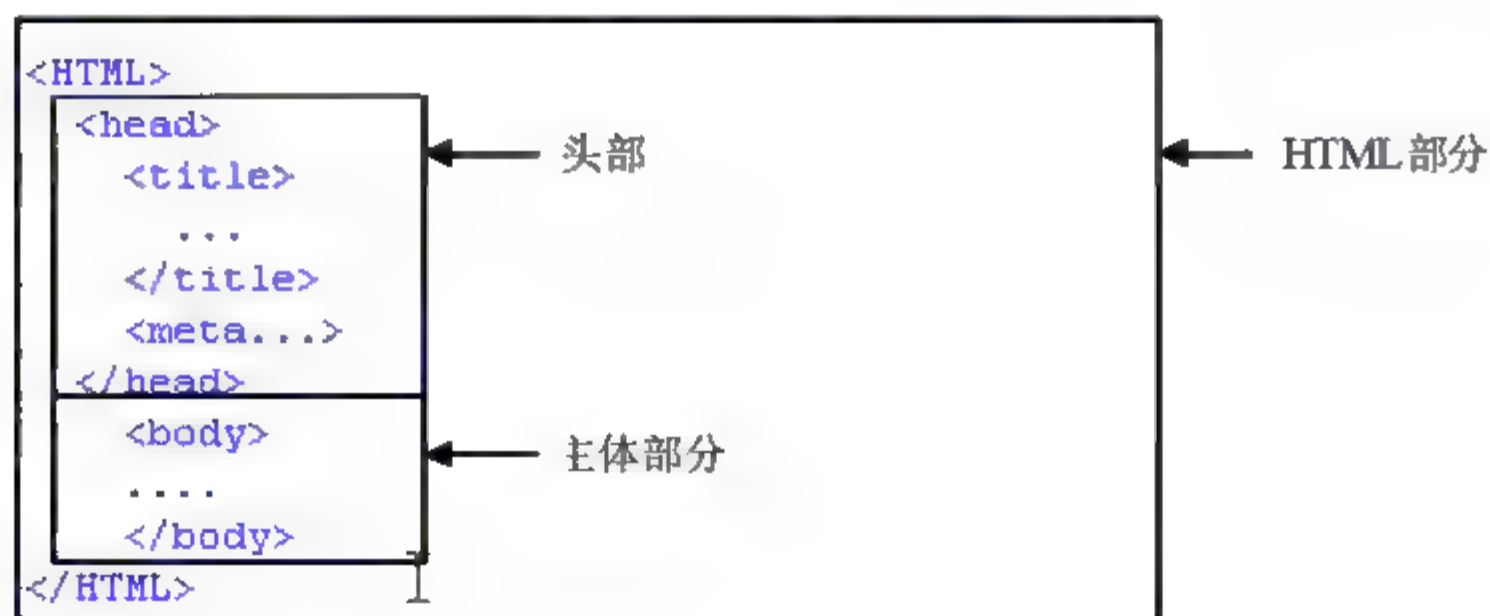 <HTML>
<head>
<title>
...
</title>
<meta...>
</head>
<body>
....
</body>
</HTML>
头部
主体部分
HTML部分